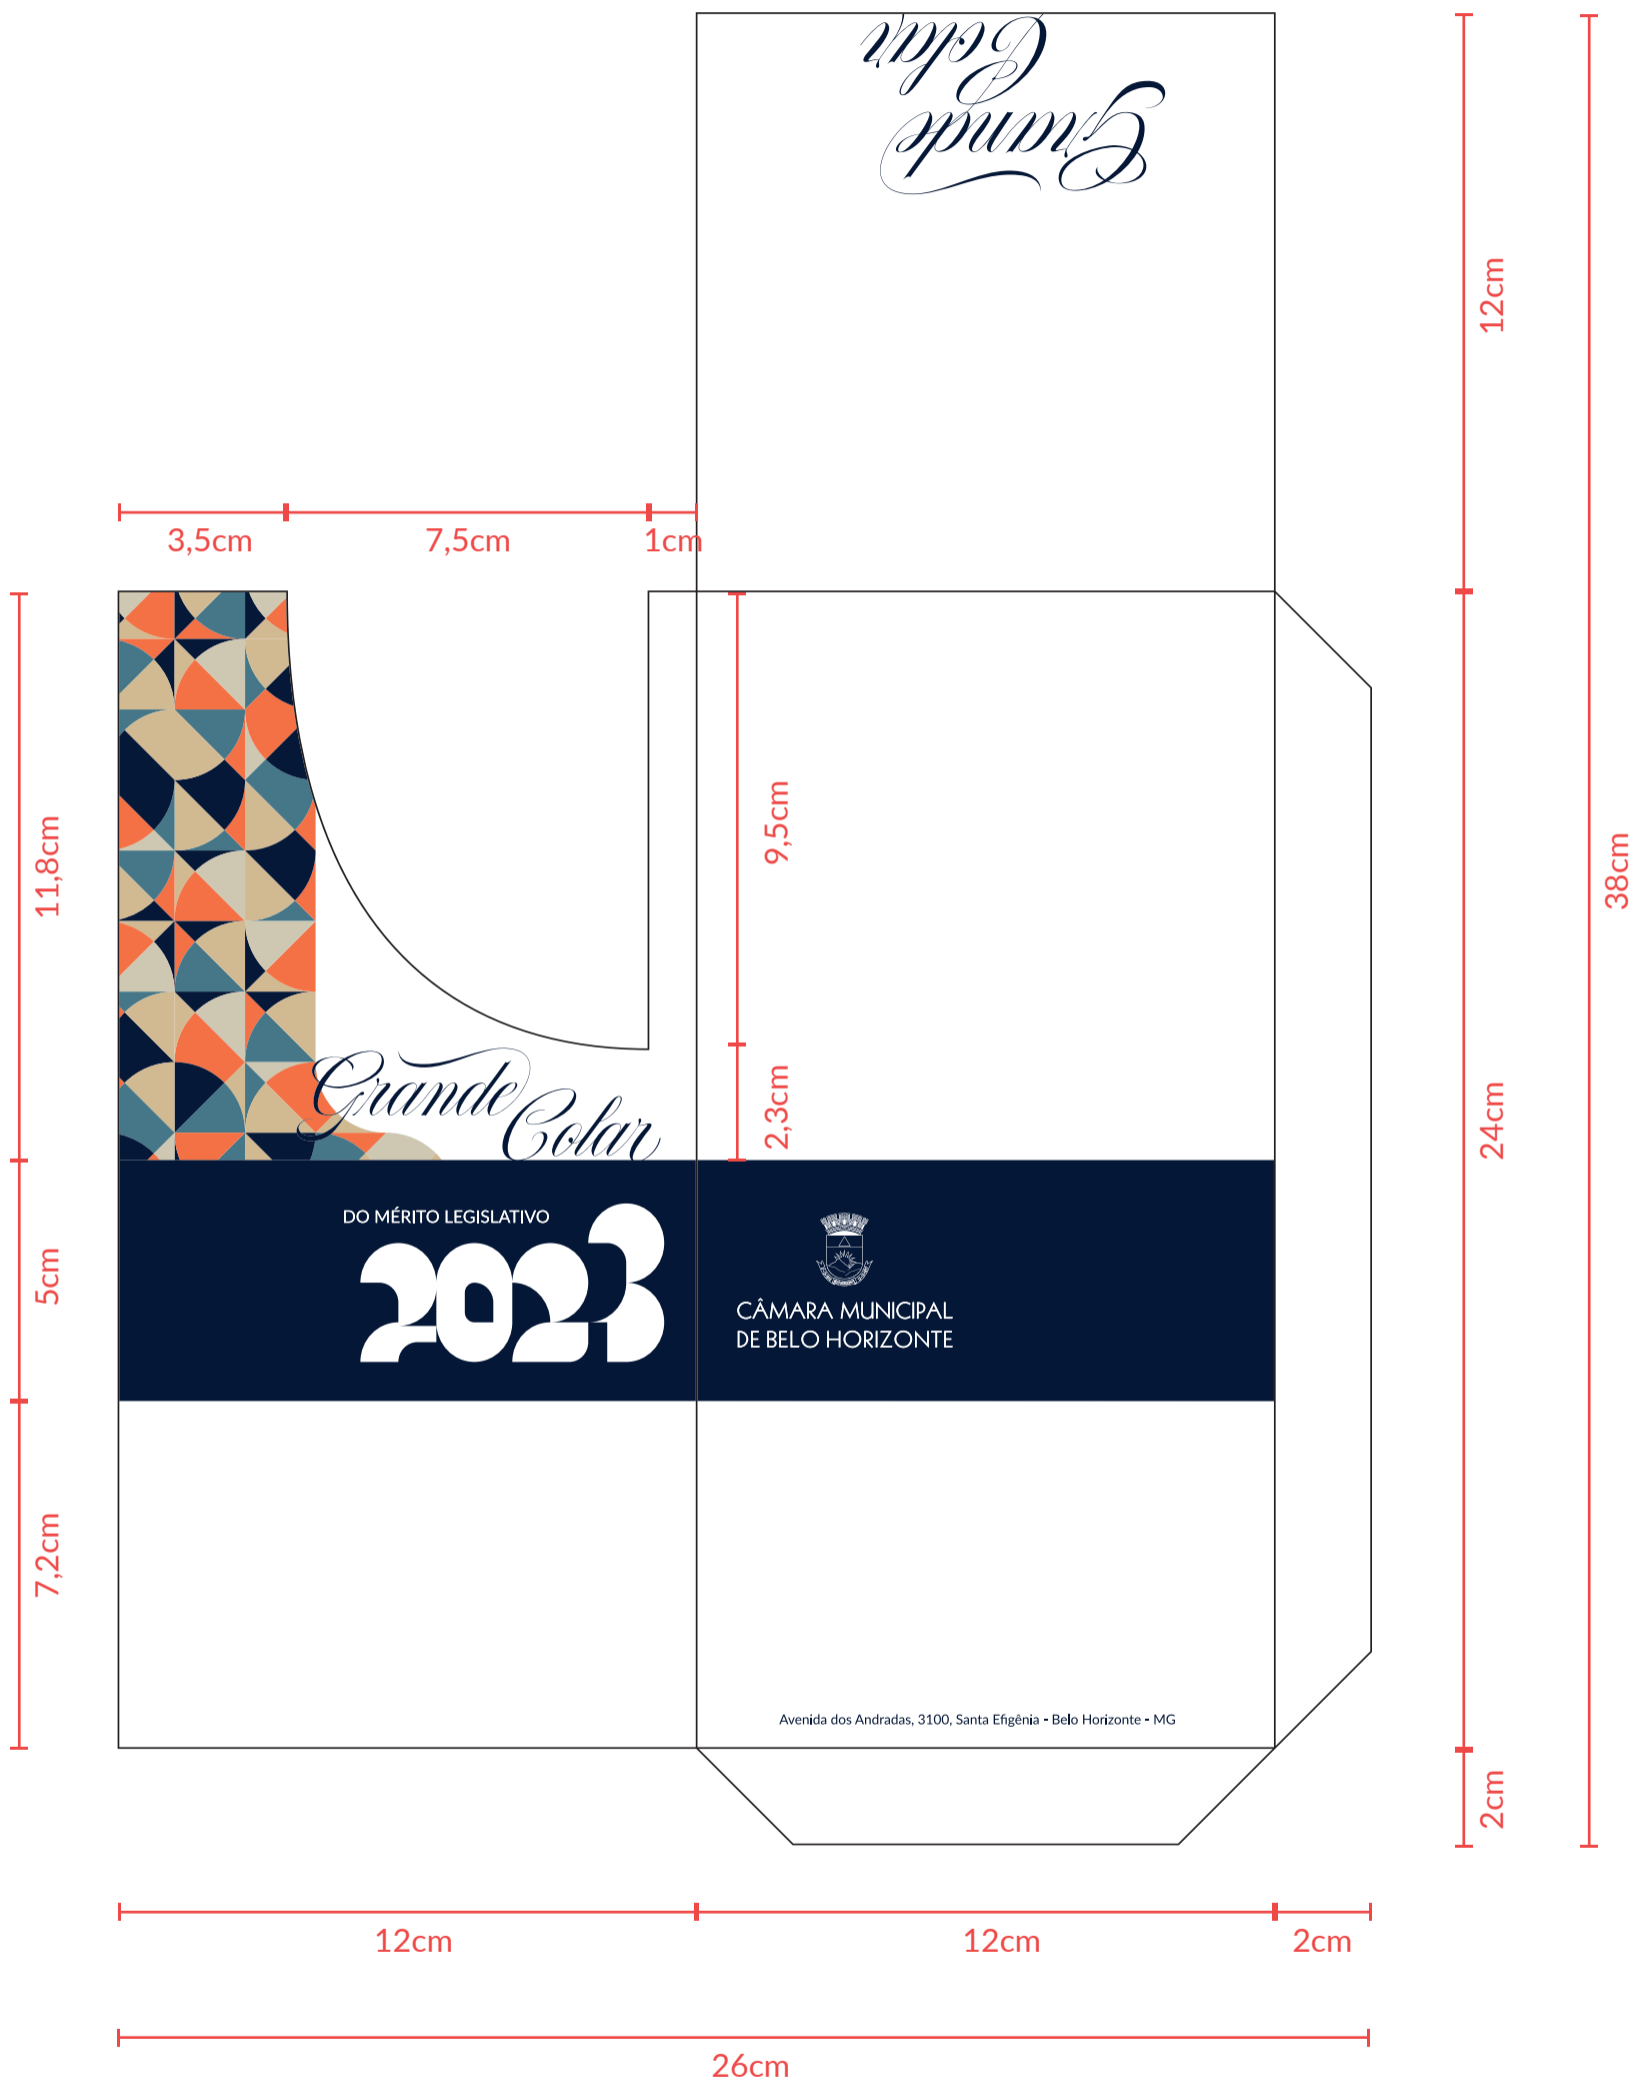 Grande
Colar
12cm
3,5cm
7,5cm
1cm
11,8cm
9,5cm
38cm
Grande
Colar
2,3cm
24cm
DO MÉRITO LEGISLATIVO
2023
5cm
CÂMARA MUNICIPAL
DE BELO HORIZONTE
7,2cm
Avenida dos Andradas, 3100, Santa Efigênia - Belo Horizonte - MG
2cm
12cm
12cm
2cm
26cm